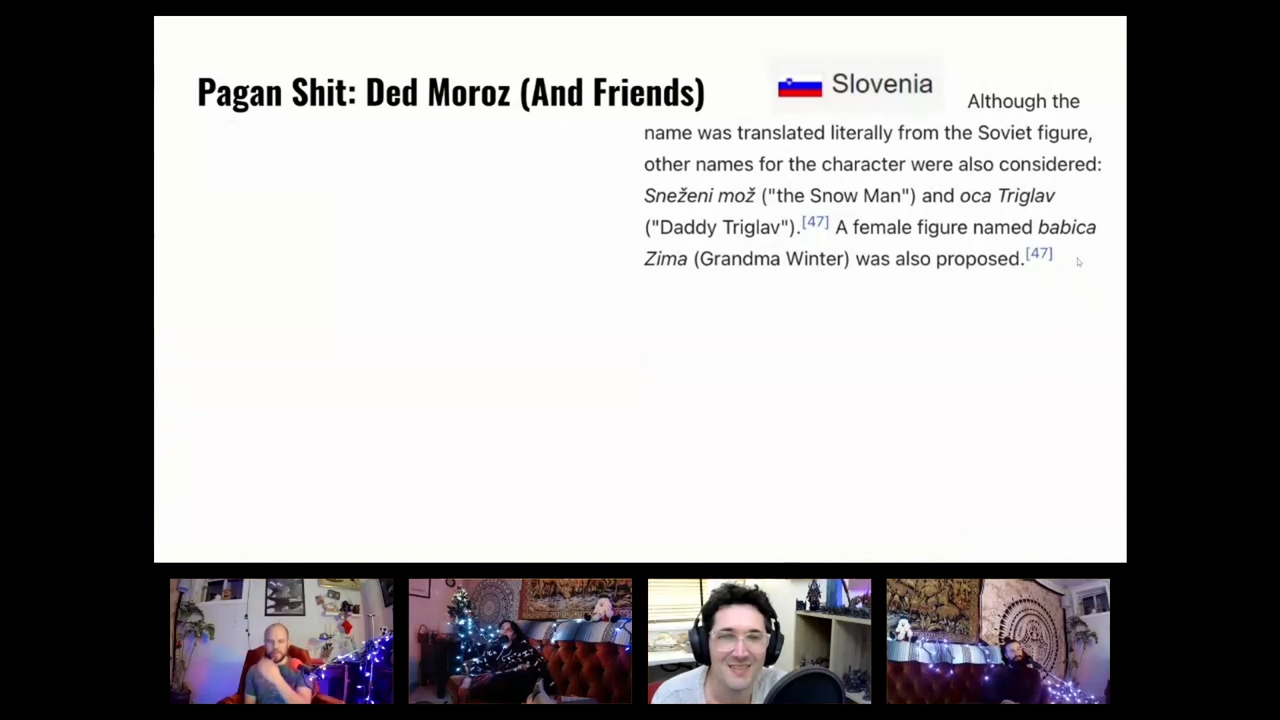 Pagan Shit: Ded Moroz (And Friends)
Slovenia
Although the
name was translated literally from the Soviet figure,
other names for the character were also considered:
Sneženi mož ("the Snow Man") and oca Triglav
("Daddy Triglav").[47] A female figure named babica
Zima (Grandma Winter) was also proposed.[47]